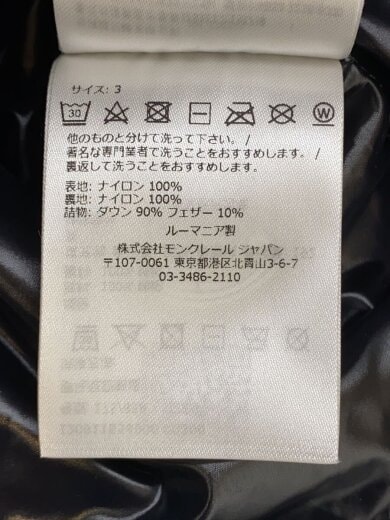 サイズ: 3
30
W
他のものと分けて洗って下さい。/
著名な専門業者で洗うことをおすすめします。/
裏返して洗うことをおすすめします。
表地: ナイロン 100%
裏地: ナイロン 100%
詰物: ダウン 90% フェザー 10%
ルーマニア製
株式会社モンクレール ジャパン
〒107-0061 東京都港区北青山3-6-7
03-3486-2110